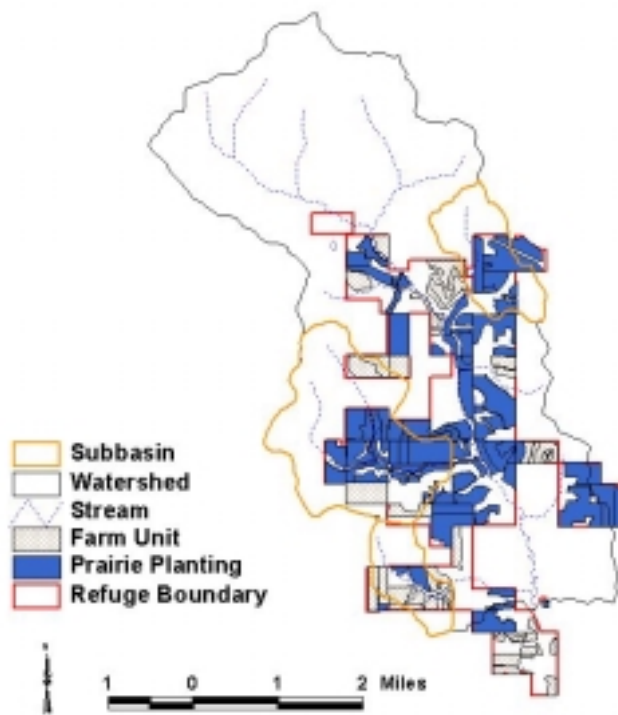 Subbasin
Watershed
Stream
Farm Unit
Prairie Planting
Refuge Boundary
1 0 1 2 Miles